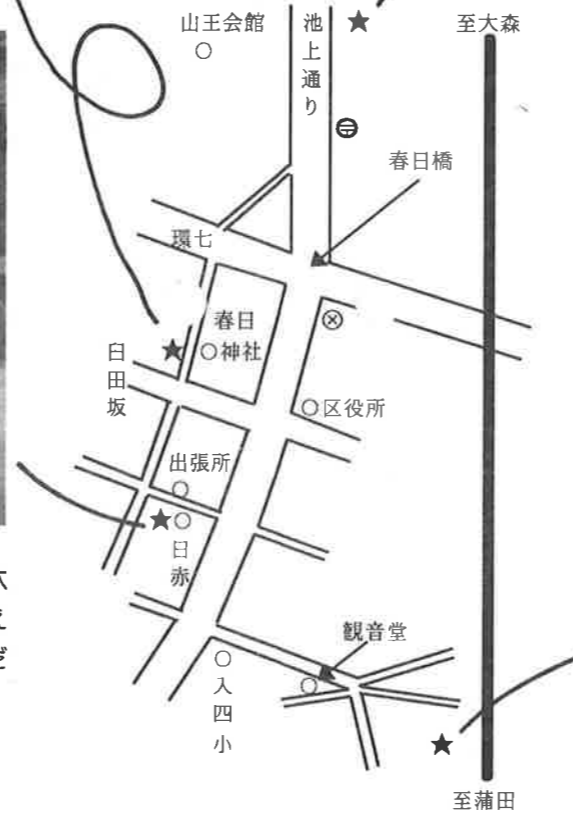 山王会館
池上通り
至大森
春日橋
環七
春日
神社
臼田坂
区役所
出張所
日赤
観音堂
入四小
至蒲田